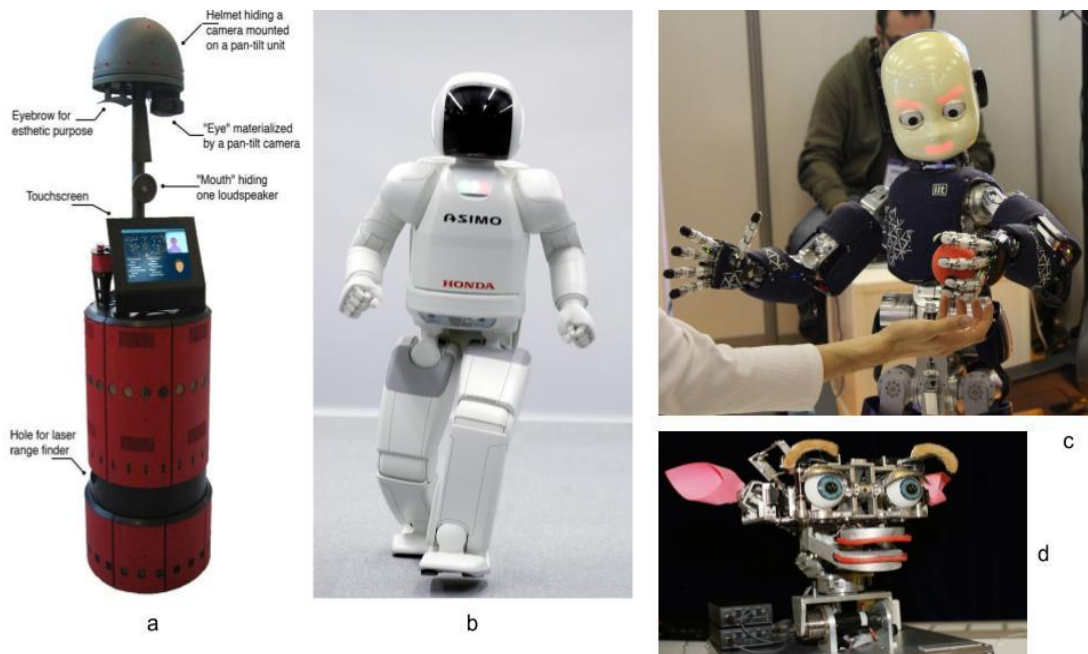 Helmet hiding a
camera mounted
on a pan-tilt unit
Eyebrow for
esthetic purpose
"Eye" materialized
by a pan-tilt camera
"Mouth" hiding
one loudspeaker
Touchscreen
Hole for laser
range finder
a
ASIMO
HONDA
b
iit
c
d